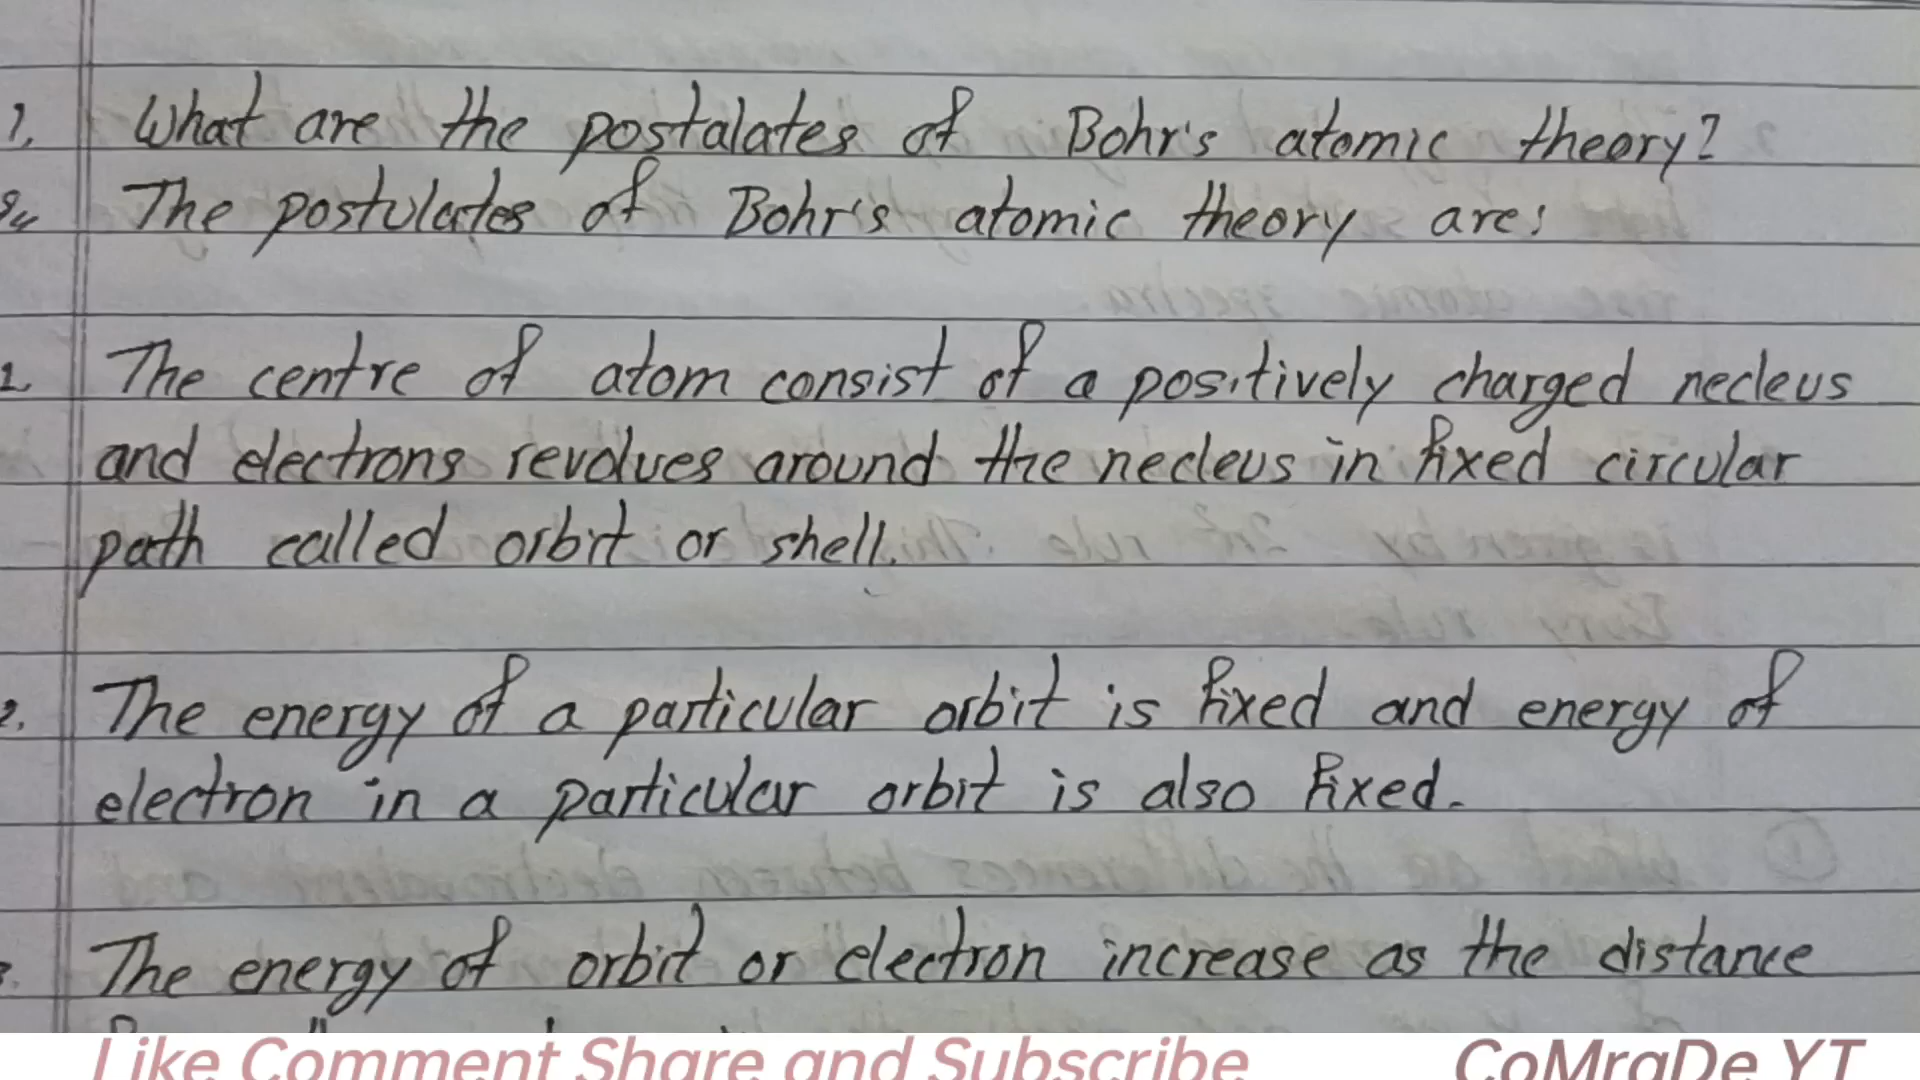 1. What are the postalates of Bohr's atomic theory?
The postulates of Bohr's atomic theory are:
1. The centre of atom consist of a positively charged necleus
and electrons revolves around the necleus in fixed circular
path called orbit or shell.
2. The energy of a particular orbit is fixed and energy of
electron in a particular orbit is also fixed.
3. The energy of orbit or electron increase as the distance
Like Comment Share and Subscribe CoMraDe YT